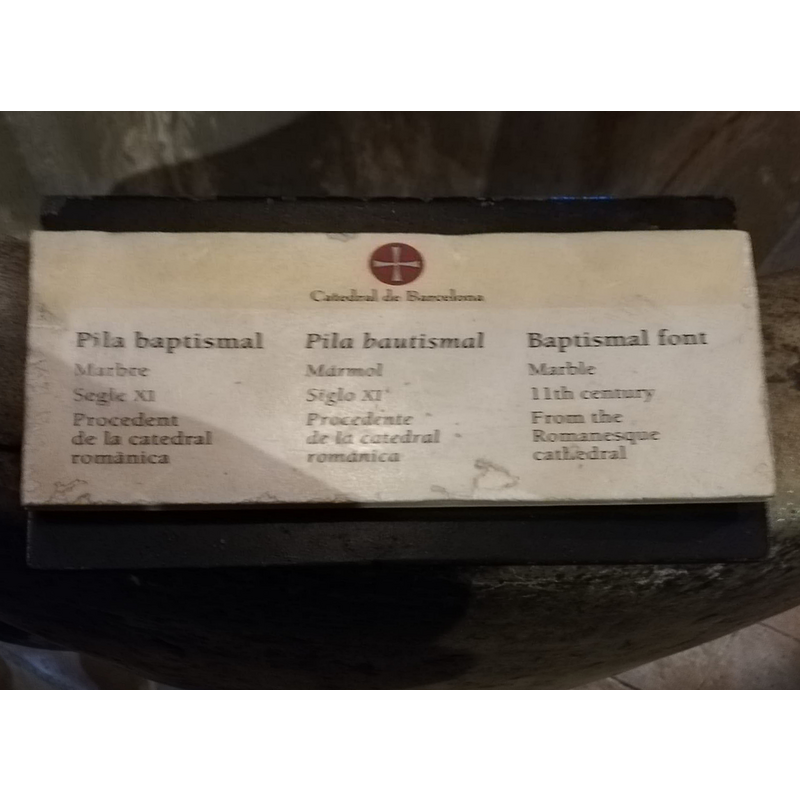 Catedral de Barcelona
Pila baptismal
Marbre
Segle XI
Procedent
de la catedral
romànica
Pila bautismal
Mármol
Siglo XI
Procedente
de la catedral
románica
Baptismal font
Marble
11th century
From the
Romanesque
cathedral